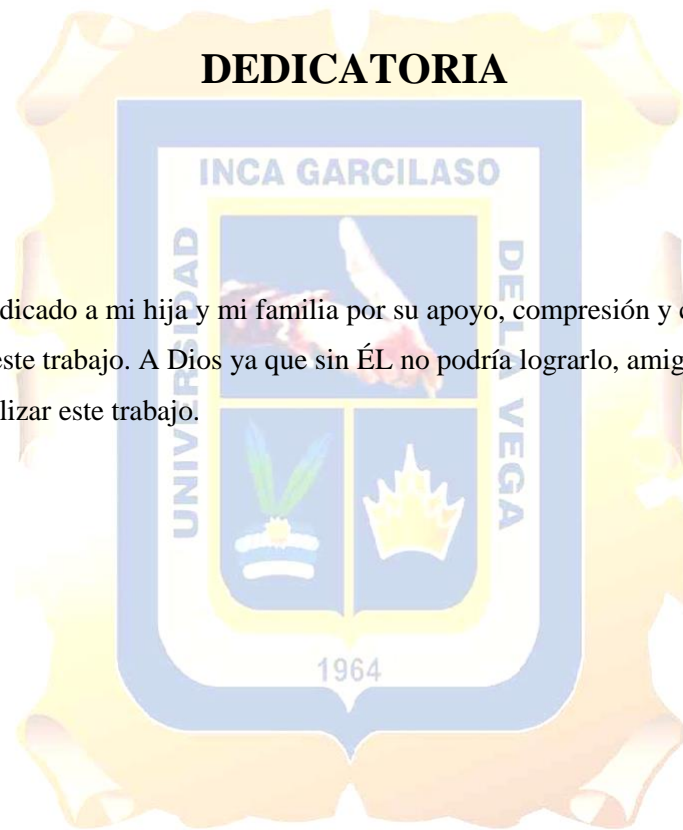 DEDICATORIA
INCA GARCILASO
UNIVERSIDAD
DE LA VEGA
dicado a mi hija y mi familia por su apoyo, compresión y
este trabajo. A Dios ya que sin ÉL no podría lograrlo, amig
lizar este trabajo.
1964